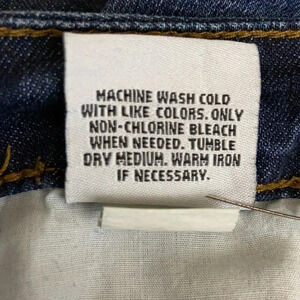 MACHINE WASH COLD
WITH LIKE COLORS. ONLY
NON-CHLORINE BLEACH
WHEN NEEDED. TUMBLE
DRY MEDIUM. WARM IRON
IF NECESSARY.